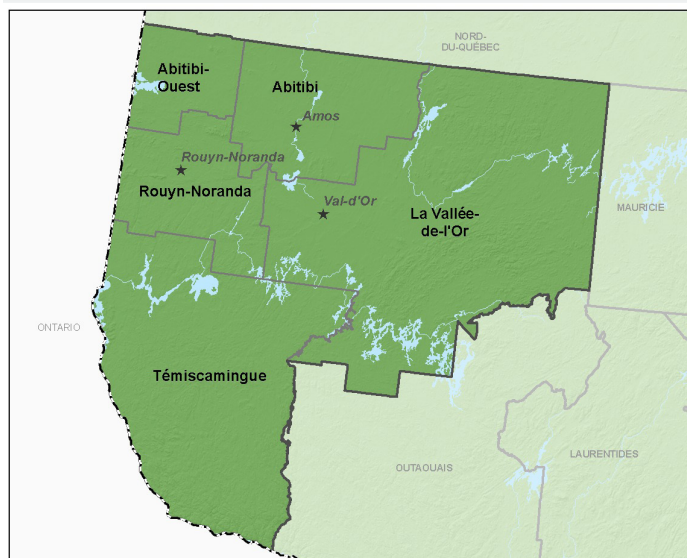 NORD-
DU-QUÉBEC
Abitibi-
Ouest
Abitibi
Amos
Rouyn-Noranda
Rouyn-Noranda
Val-d'Or
La Vallée-
de-l'Or
MAURICIE
ONTARIO
Témiscamingue
OUTAOUAIS
LAURENTIDES